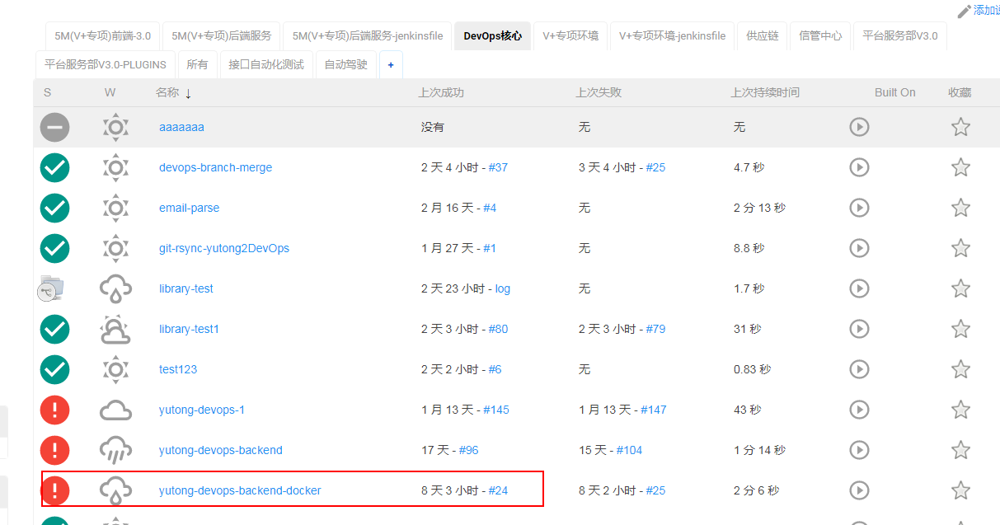 添加说
5M(V+专项)前端-3.0 5M(V+专项)后端服务 5M(V+专项)后端服务-jenkinsfile DevOps核心 V+专项环境 V+专项环境-jenkinsfile 供应链 信管中心 平台服务部V3.0
平台服务部V3.0-PLUGINS 所有 接口自动化测试 自动驾驶 +
S W 名称 ↓ 上次成功 上次失败 上次持续时间 Built On 收藏
aaaaaaa 没有 无 无
devops-branch-merge 2 天 4 小时 - #37 3 天 4 小时 - #25 4.7 秒
email-parse 2 月 16 天 - #4 无 2 分 13 秒
git-rsync-yutong2DevOps 1 月 27 天 - #1 无 8.8 秒
library-test 2 天 23 小时 - log 无 1.7 秒
library-test1 2 天 3 小时 - #80 2 天 3 小时 - #79 31 秒
test123 2 天 2 小时 - #6 无 0.83 秒
yutong-devops-1 1 月 13 天 - #145 1 月 13 天 - #147 43 秒
yutong-devops-backend 17 天 - #96 15 天 - #104 1 分 14 秒
yutong-devops-backend-docker 8 天 3 小时 - #24 8 天 2 小时 - #25 2 分 6 秒